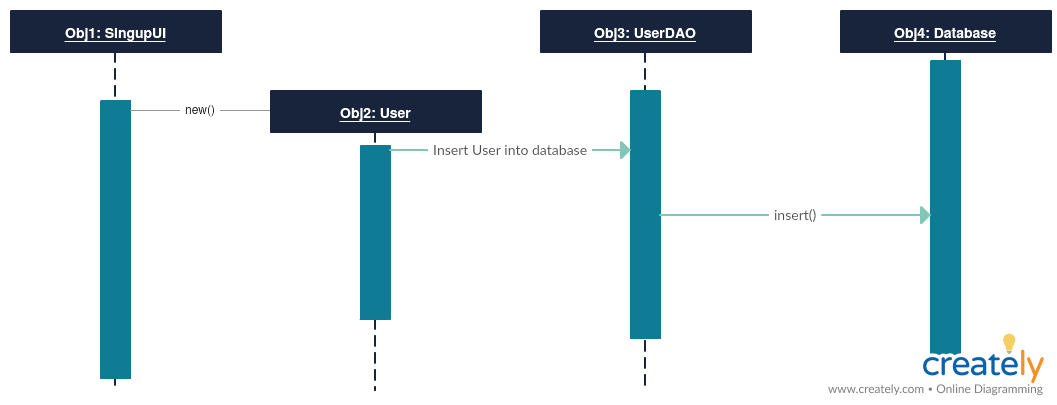 Obj1: SingupUI
Obj3: UserDAO
Obj4: Database
new()
Obj2: User
Insert User into database
insert()
creately
www.creately.com • Online Diagramming